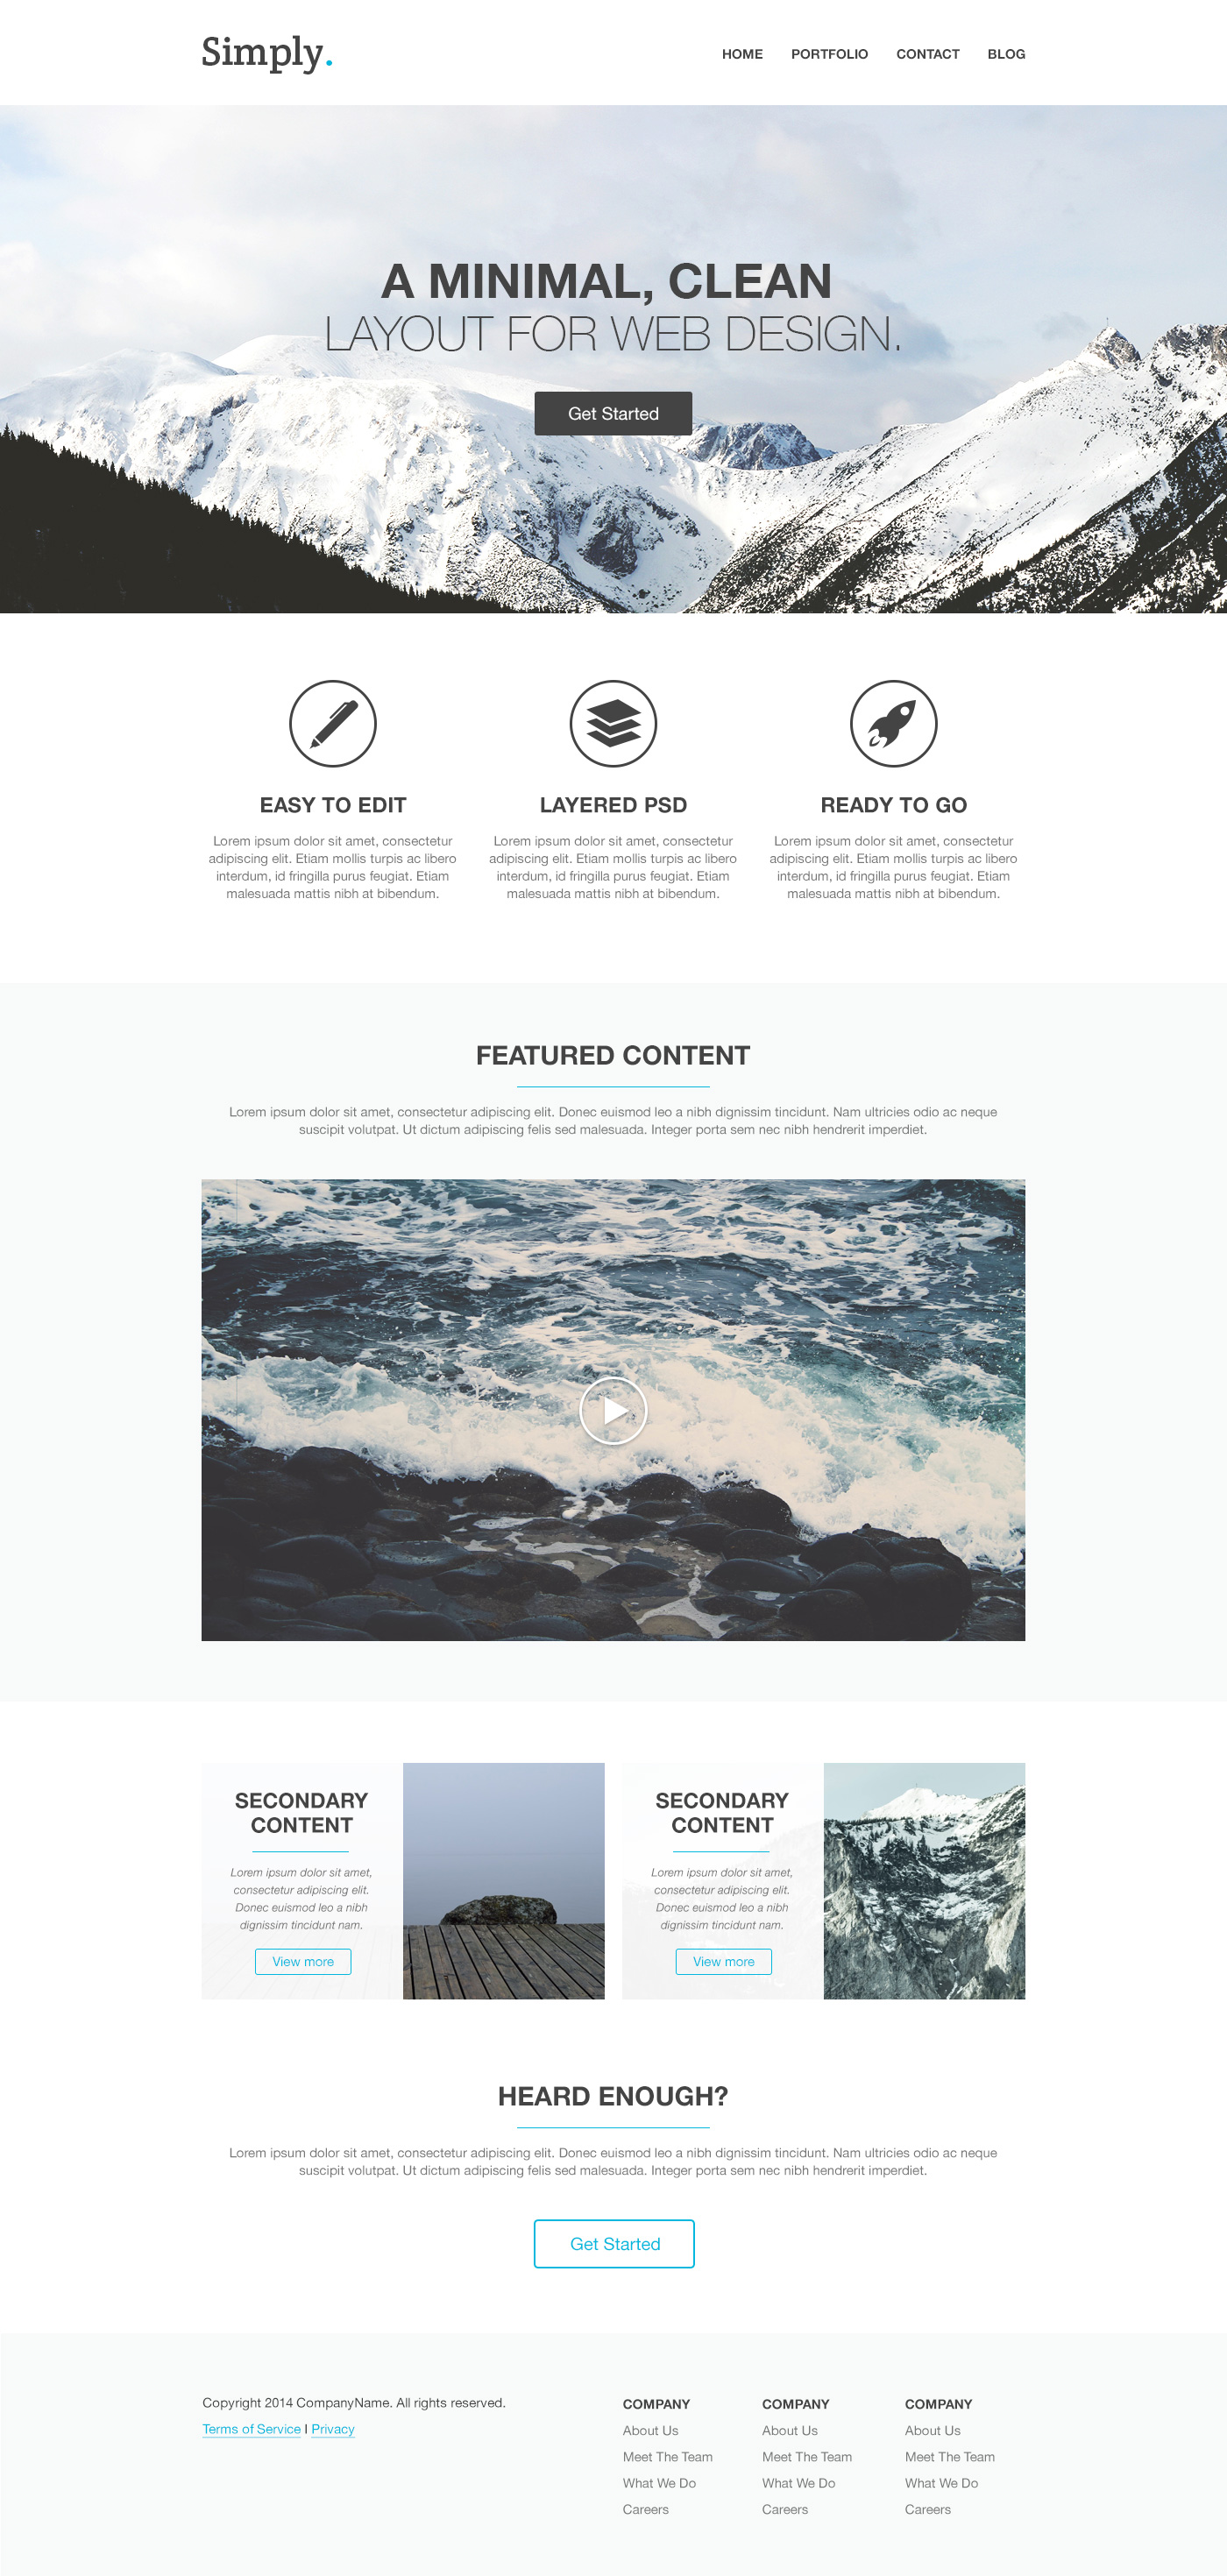 Simply.
HOME PORTFOLIO CONTACT BLOG
A MINIMAL, CLEAN
LAYOUT FOR WEB DESIGN.
Get Started
EASY TO EDIT
Lorem ipsum dolor sit amet, consectetur
adipiscing elit. Etiam mollis turpis ac libero
interdum, id fringilla purus feugiat. Etiam
malesuada mattis nibh at bibendum.
LAYERED PSD
Lorem ipsum dolor sit amet, consectetur
adipiscing elit. Etiam mollis turpis ac libero
interdum, id fringilla purus feugiat. Etiam
malesuada mattis nibh at bibendum.
READY TO GO
Lorem ipsum dolor sit amet, consectetur
adipiscing elit. Etiam mollis turpis ac libero
interdum, id fringilla purus feugiat. Etiam
malesuada mattis nibh at bibendum.
FEATURED CONTENT
Lorem ipsum dolor sit amet, consectetur adipiscing elit. Donec euismod leo a nibh dignissim tincidunt. Nam ultricies odio ac neque
suscipit volutpat. Ut dictum adipiscing felis sed malesuada. Integer porta sem nec nibh hendrerit imperdiet.
SECONDARY
CONTENT
Lorem ipsum dolor sit amet,
consectetur adipiscing elit.
Donec euismod leo a nibh
dignissim tincidunt nam.
View more
SECONDARY
CONTENT
Lorem ipsum dolor sit amet,
consectetur adipiscing elit.
Donec euismod leo a nibh
dignissim tincidunt nam.
View more
HEARD ENOUGH?
Lorem ipsum dolor sit amet, consectetur adipiscing elit. Donec euismod leo a nibh dignissim tincidunt. Nam ultricies odio ac neque
suscipit volutpat. Ut dictum adipiscing felis sed malesuada. Integer porta sem nec nibh hendrerit imperdiet.
Get Started
Copyright 2014 CompanyName. All rights reserved.
Terms of Service | Privacy
COMPANY
About Us
Meet The Team
What We Do
Careers
COMPANY
About Us
Meet The Team
What We Do
Careers
COMPANY
About Us
Meet The Team
What We Do
Careers